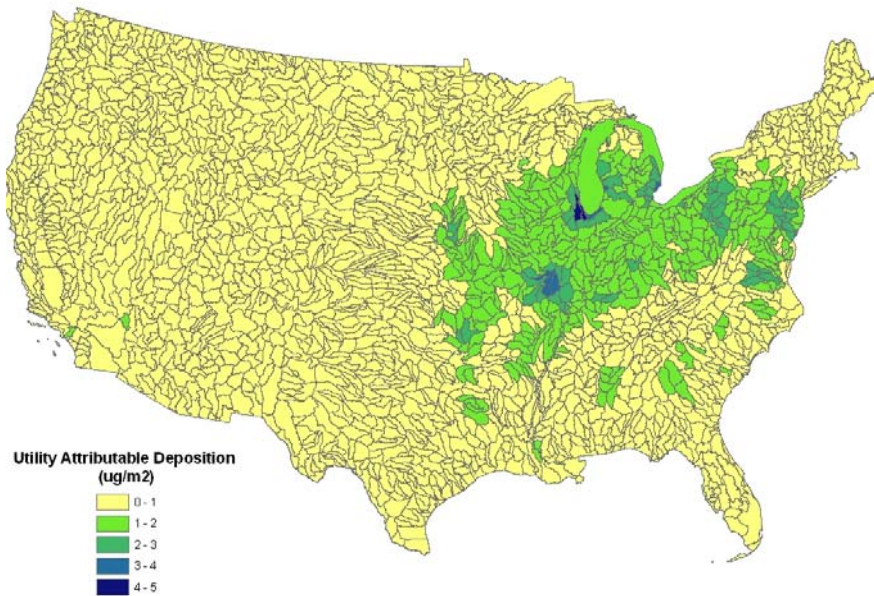 Utility Attributable Deposition
(ug/m2)
0 - 1
1 - 2
2 - 3
3 - 4
4 - 5